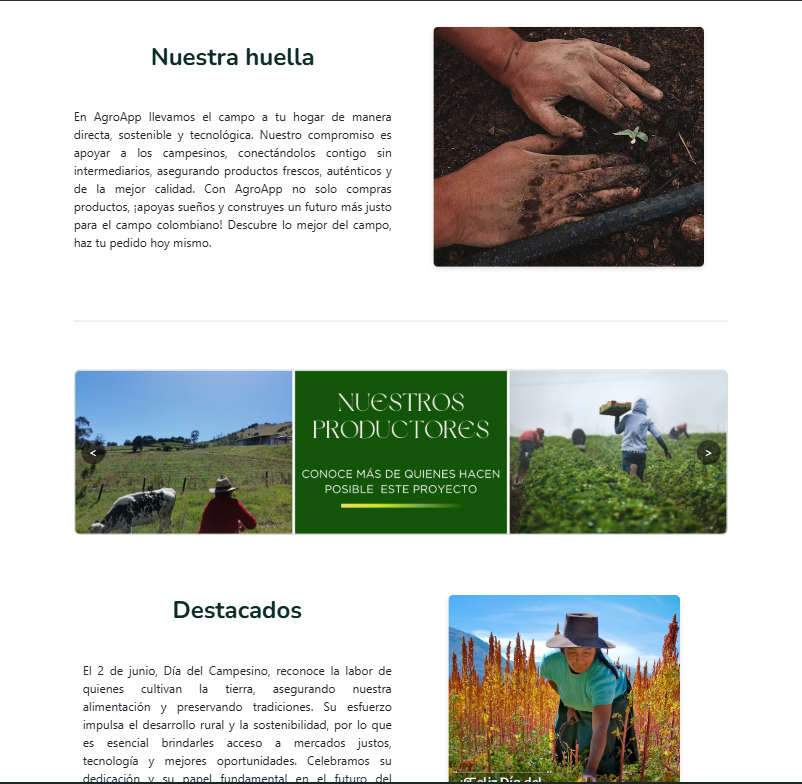 Nuestra huella
En AgroApp llevamos el campo a tu hogar de manera
directa, sostenible y tecnológica. Nuestro compromiso es
apoyar a los campesinos, conectándolos contigo sin
intermediarios, asegurando productos frescos, auténticos y
de la mejor calidad. Con AgroApp no solo compras
productos, ¡apoyas sueños y construyes un futuro más justo
para el campo colombiano! Descubre lo mejor del campo,
haz tu pedido hoy mismo.
<
NUESTROS
PRODUCTORES
CONOCE MÁS DE QUIENES HACEN
POSIBLE ESTE PROYECTO
>
Destacados
El 2 de junio, Día del Campesino, reconoce la labor de
quienes cultivan la tierra, asegurando nuestra
alimentación y preservando tradiciones. Su esfuerzo
impulsa el desarrollo rural y la sostenibilidad, por lo que
es esencial brindarles acceso a mercados justos,
tecnología y mejores oportunidades. Celebramos su
dedicación y su papel fundamental en el futuro del
¡Feliz Día del